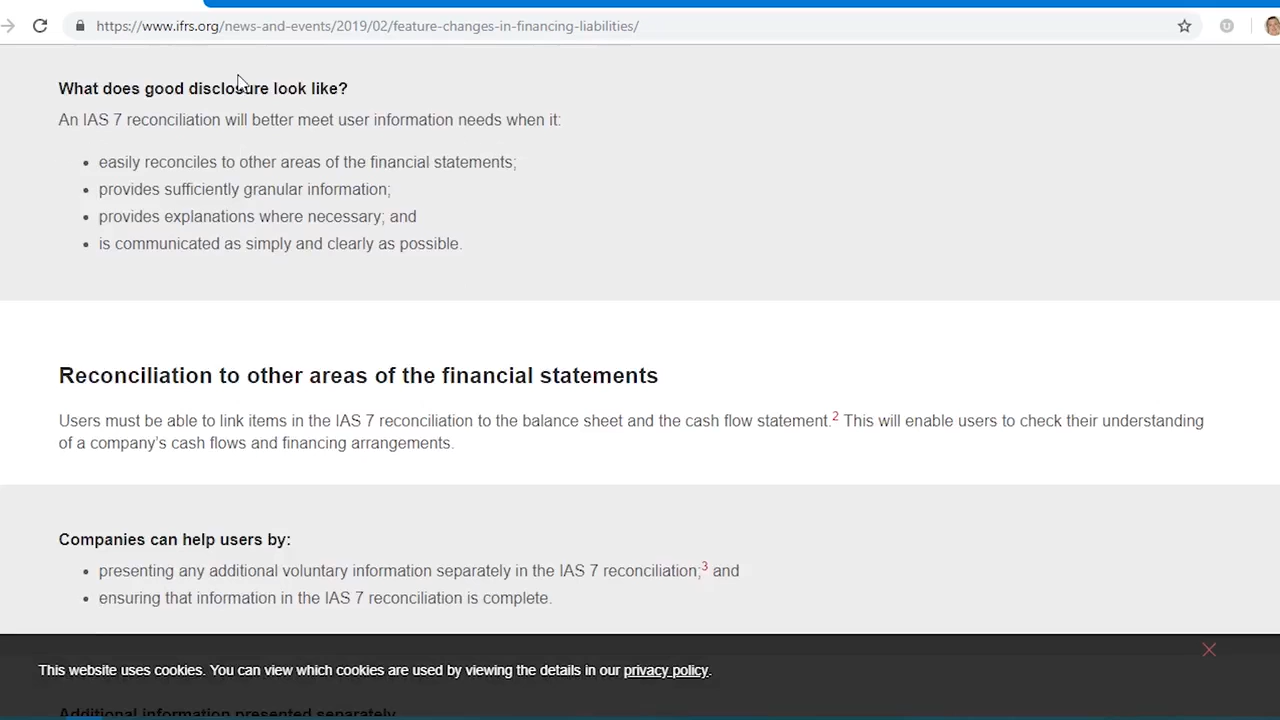 https://www.ifrs.org/news-and-events/2019/02/feature-changes-in-financing-liabilities/
What does good disclosure look like?
An IAS 7 reconciliation will better meet user information needs when it:
• easily reconciles to other areas of the financial statements;
• provides sufficiently granular information;
• provides explanations where necessary; and
• is communicated as simply and clearly as possible.
Reconciliation to other areas of the financial statements
Users must be able to link items in the IAS 7 reconciliation to the balance sheet and the cash flow statement.2 This will enable users to check their understanding
of a company's cash flows and financing arrangements.
Companies can help users by:
• presenting any additional voluntary information separately in the IAS 7 reconciliation;3 and
• ensuring that information in the IAS 7 reconciliation is complete.
This website uses cookies. You can view which cookies are used by viewing the details in our privacy policy.
Additional information presented separately